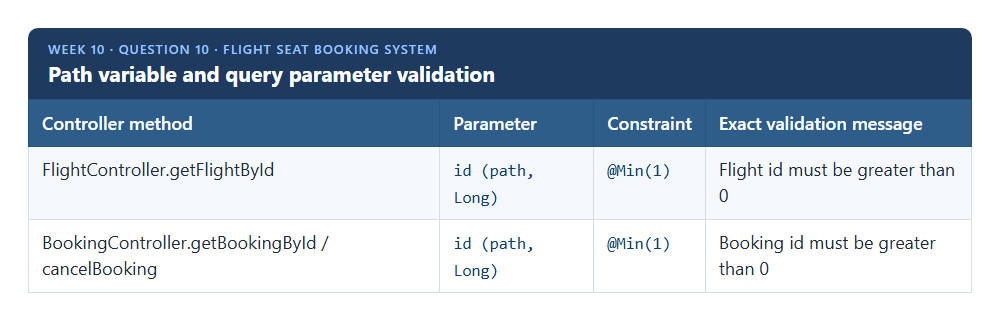 WEEK 10 · QUESTION 10 · FLIGHT SEAT BOOKING SYSTEM
Path variable and query parameter validation
Controller method
Parameter
Constraint
Exact validation message
FlightController.getFlightById
id (path,
Long)
@Min(1)
Flight id must be greater than
0
BookingController.getBookingById /
cancelBooking
id (path,
Long)
@Min(1)
Booking id must be greater
than 0